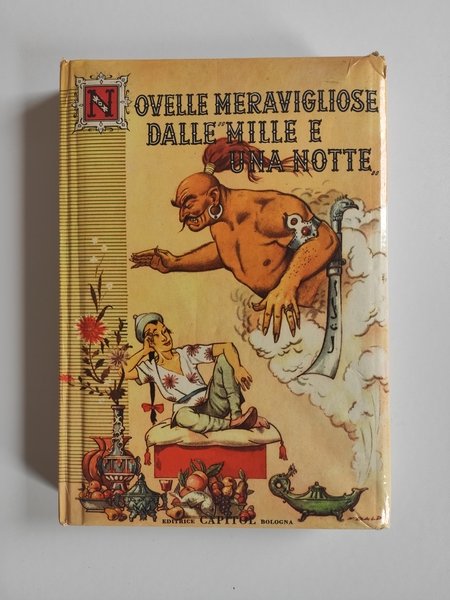 NOVELLE MERAVIGLIOSE
DALLE "MILLE E
UNA NOTTE"
EDITRICE CAPITOL BOLOGNA